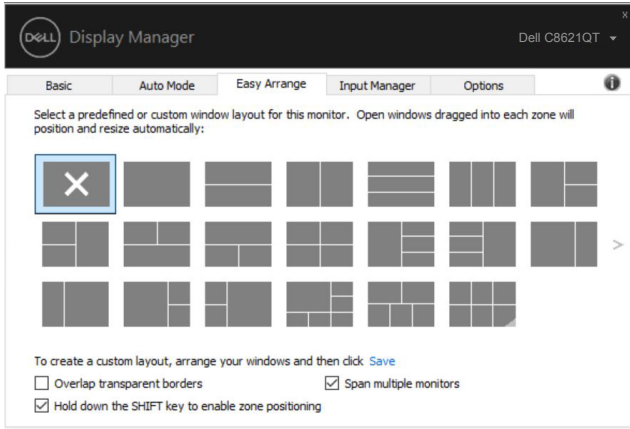 x
DELL Display Manager Dell C8621QT
Basic Auto Mode Easy Arrange Input Manager Options i
Select a predefined or custom window layout for this monitor. Open windows dragged into each zone will
position and resize automatically:
>
To create a custom layout, arrange your windows and then click Save
Overlap transparent borders Span multiple monitors
Hold down the SHIFT key to enable zone positioning